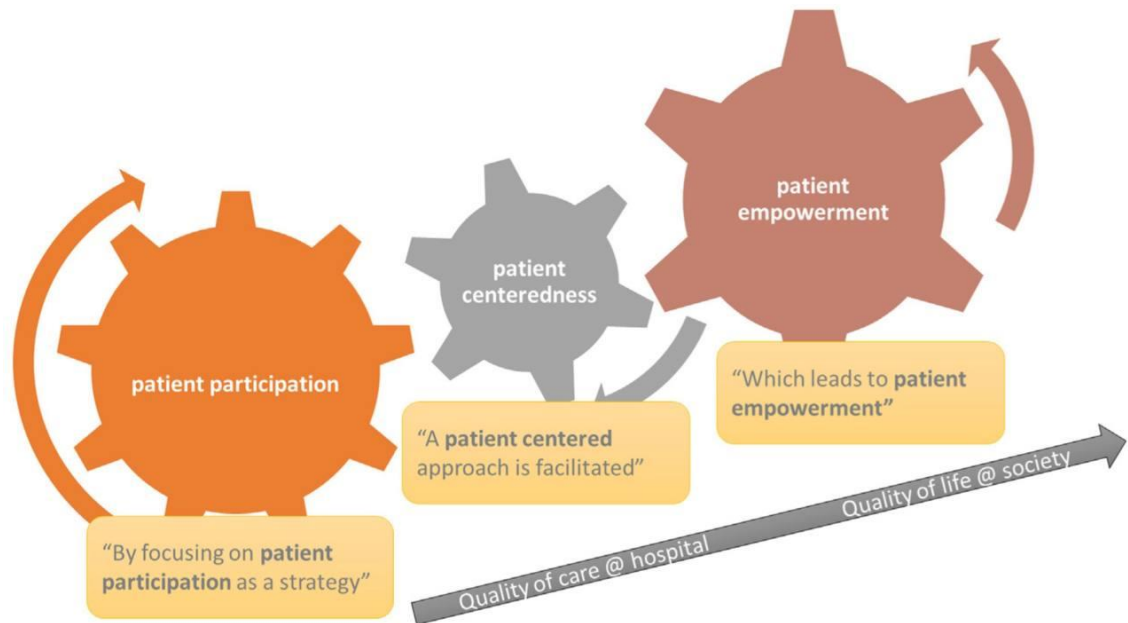 patient
empowerment
patient
centeredness
patient participation
“Which leads to patient
empowerment”
“A patient centered
approach is facilitated”
“By focusing on patient
participation as a strategy”
Quality of care @ hospital
Quality of life @ society